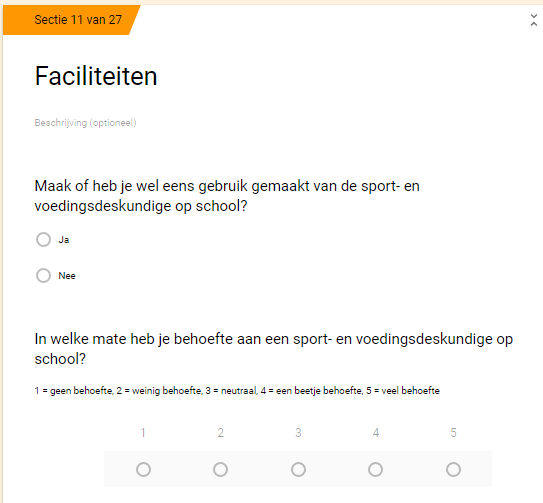 Sectie 11 van 27
Faciliteiten
Beschrijving (optioneel)
Maak of heb je wel eens gebruik gemaakt van de sport- en
voedingsdeskundige op school?
Ja
Nee
In welke mate heb je behoefte aan een sport- en voedingsdeskundige op
school?
1 = geen behoefte, 2 = weinig behoefte, 3 = neutraal, 4 = een beetje behoefte, 5 = veel behoefte
1 2 3 4 5